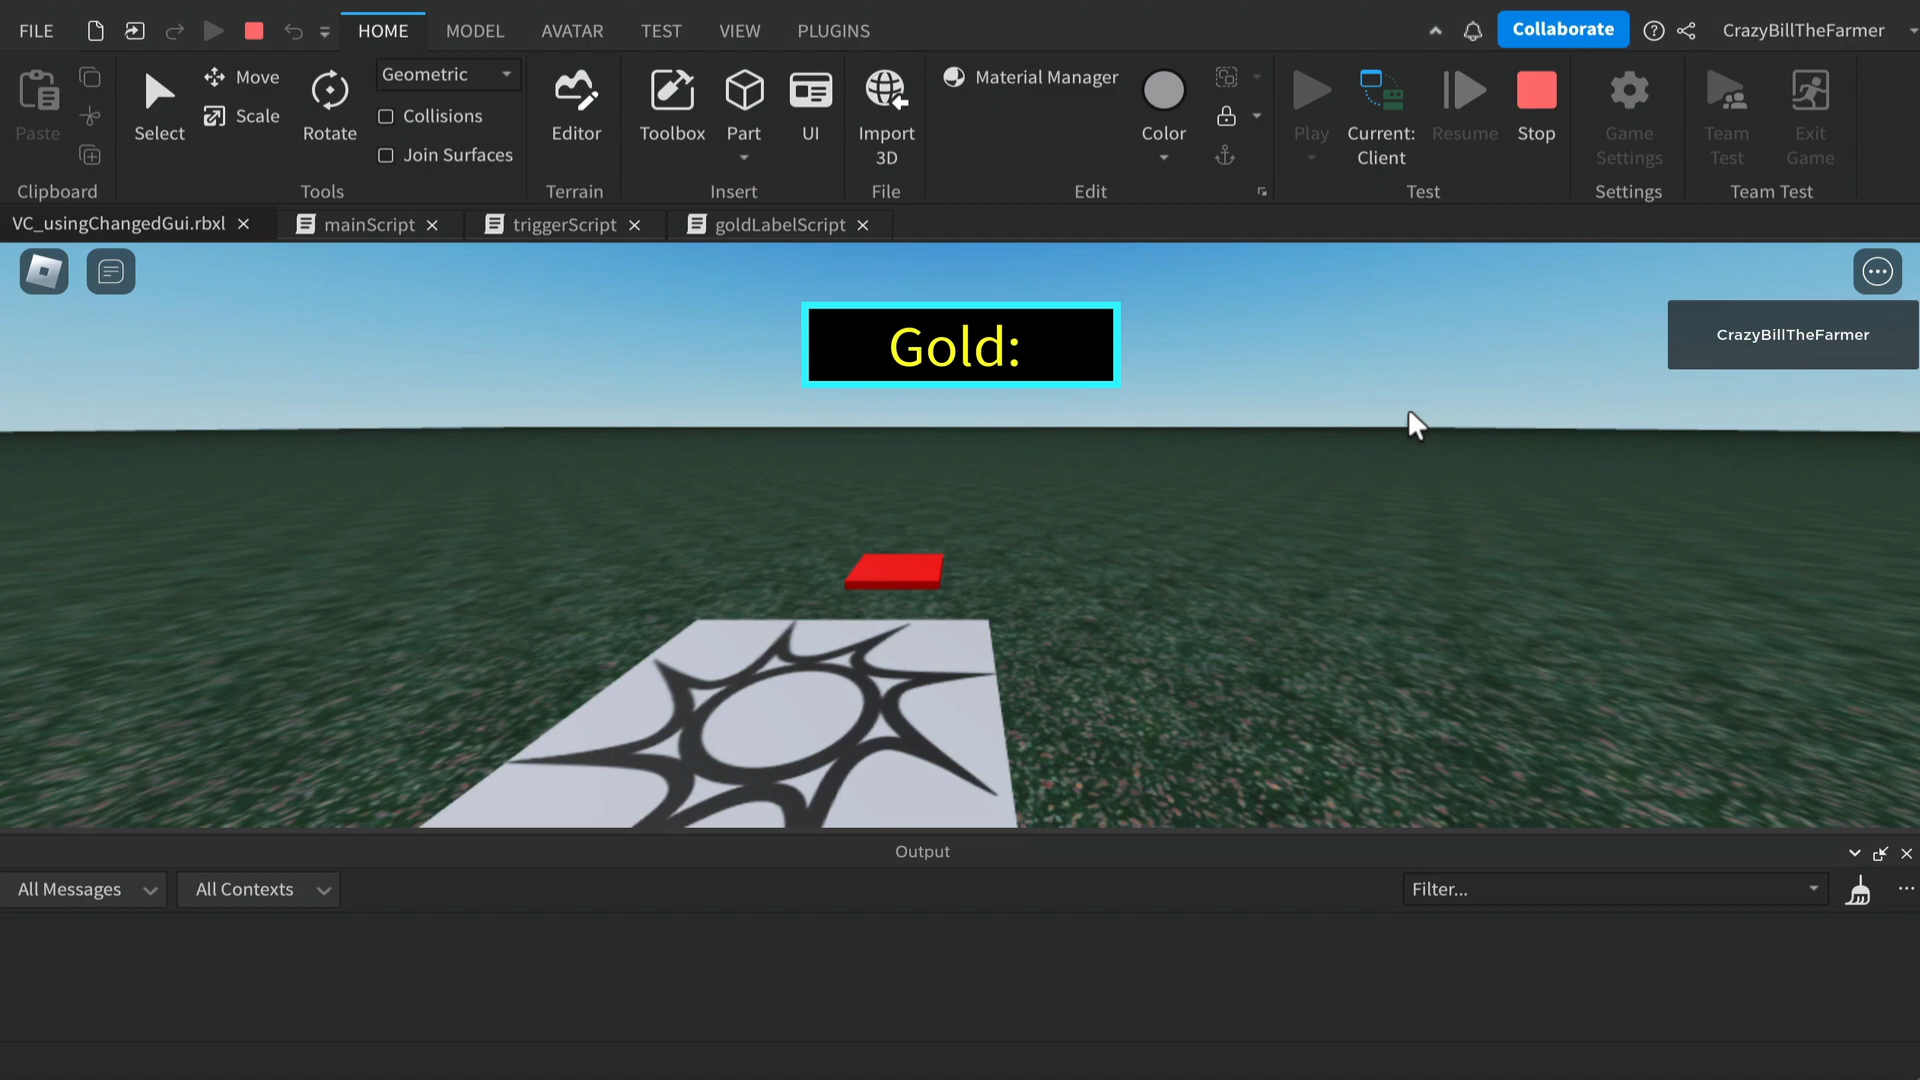 FILE HOME MODEL AVATAR TEST VIEW PLUGINS Collaborate CrazyBillTheFarmer
Paste
Select
Move
Scale
Rotate
Geometric
Collisions
Join Surfaces
Editor
Toolbox
Part
UI
Import
3D
Material Manager
Color
Play
Current:
Client
Resume
Stop
Game
Settings
Team
Test
Exit
Game
Clipboard Tools Terrain Insert File Edit Test Settings Team Test
VC_usingChangedGui.rbxl mainScript triggerScript goldLabelScript
Gold:
CrazyBillTheFarmer
Output
All Messages All Contexts Filter...